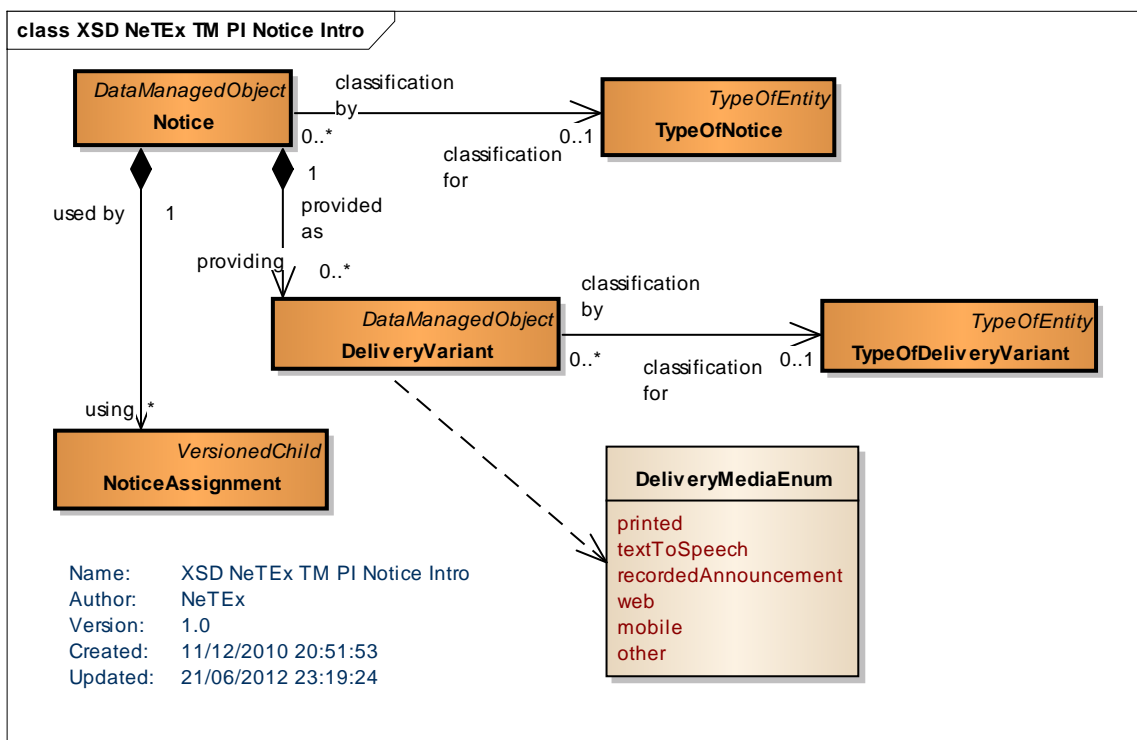 class XSD NeTEx TM PI Notice Intro
DataManagedObject
Notice
classification
by
0..*
0..1
classification
for
TypeOfEntity
TypeOfNotice
used by
1
1
provided
as
providing
0..*
DataManagedObject
DeliveryVariant
classification
by
0..*
0..1
classification
for
TypeOfEntity
TypeOfDeliveryVariant
using
*
VersionedChild
NoticeAssignment
DeliveryMediaEnum
printed
textToSpeech
recordedAnnouncement
web
mobile
other
Name: XSD NeTEx TM PI Notice Intro
Author: NeTEx
Version: 1.0
Created: 11/12/2010 20:51:53
Updated: 21/06/2012 23:19:24